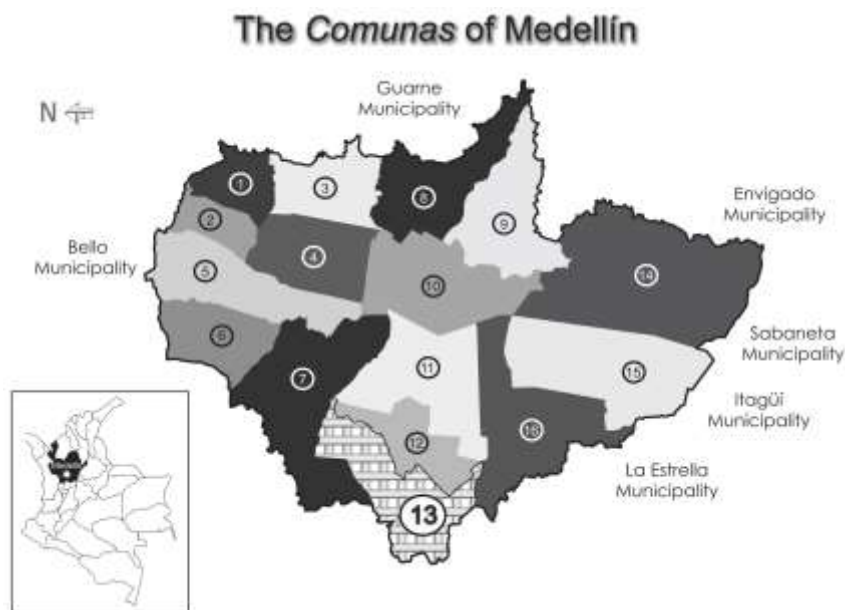 The Comunas of Medellín
Guarne
Municipality
N
1
3
8
2
9
Envigado
Municipality
Bello
Municipality
4
5
14
10
6
Sabaneta
Municipality
7
11
15
Itagüi
Municipality
12
16
La Estrella
Municipality
13